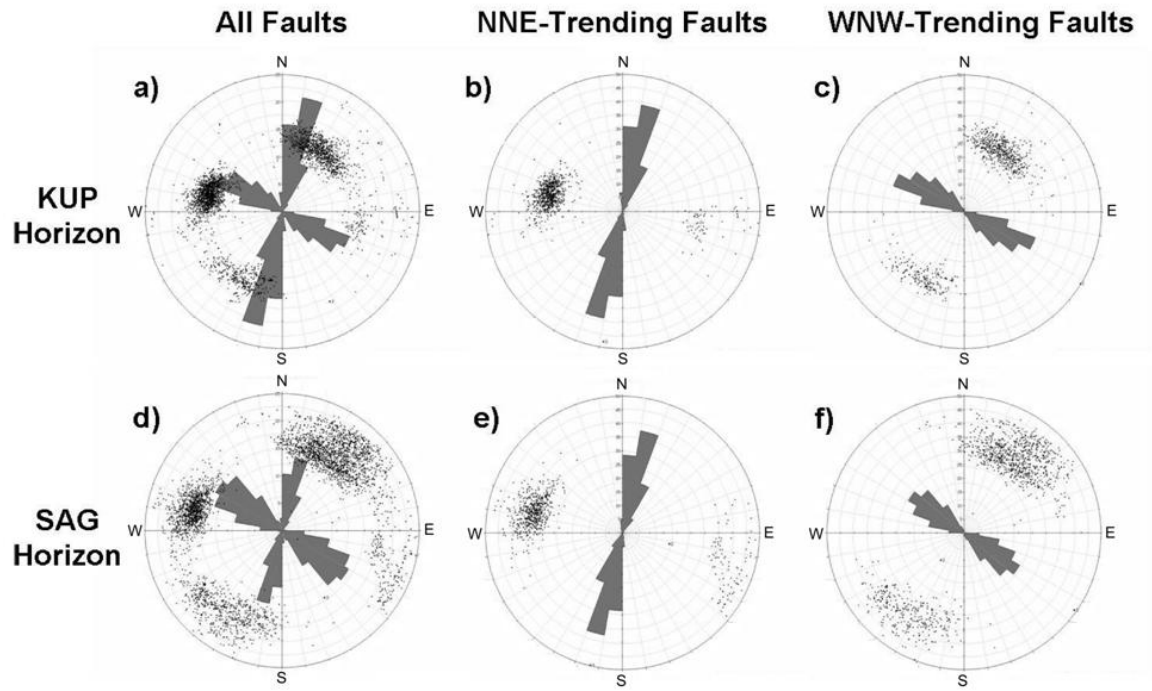 All Faults NNE-Trending Faults WNW-Trending Faults
a) N b) N c) N
KUP
Horizon
W E W E W E
S S S
d) N e) N f) N
SAG
Horizon
W E W E W E
S S S